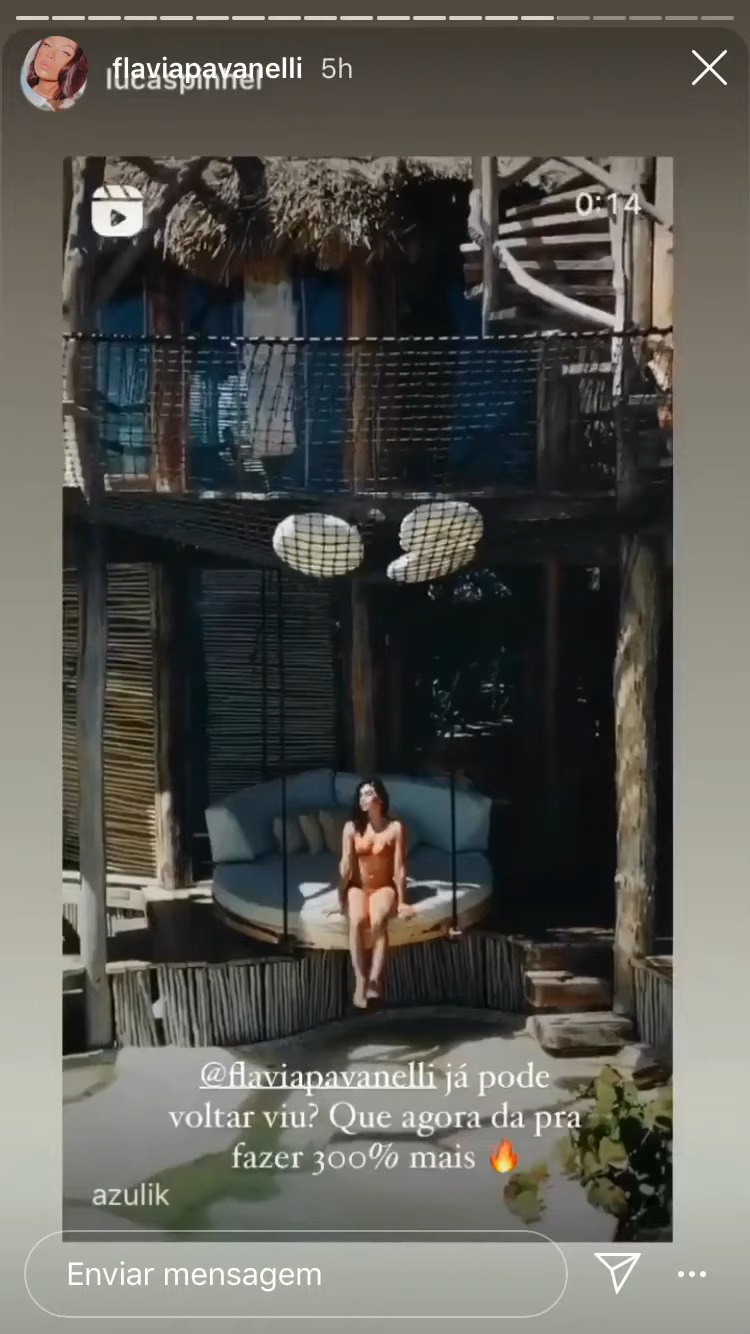 flaviapavanelli 5h
lucaspinhel
0:14
@flaviapavanelli já pode
voltar viu? Que agora da pra
fazer 300% mais 🔥
azulik
Enviar mensagem